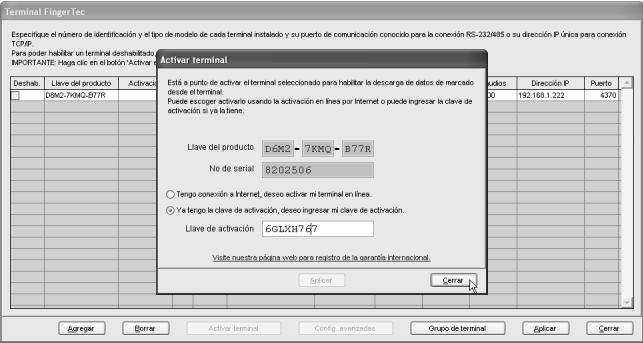 Terminal FingerTec
Especifique el número de identificación y el tipo de modelo de cada terminal instalado y su puerto de comunicación conocido para la conexión RS-232/485 o su dirección IP única para conexión
TCP/IP.
Para poder habilitar un terminal deshabilitado,
IMPORTANTE: Haga clic en el botón 'Activar
Activar terminal
Deshab. Llave del producto Activació udios Dirección IP Puerto
D6M2-7KMQ-B77R 00 192.168.1.222 4370
Está a punto de activar el terminal seleccionado para habilitar la descarga de datos de marcado
desde el terminal.
Puede escoger activarlo usando la activación en línea por Internet o puede ingresar la clave de
activación si ya la tiene.
Llave del producto D6M2 - 7KMQ - B77R
No de serial 8202506
Tengo conexión a Internet, deseo activar mi terminal en línea.
Ya tengo la clave de activación, deseo ingresar mi clave de activación.
Llave de activación 6GLXH767
Visite nuestra página web para registro de la garantía internacional.
Aplicar Cerrar
Agregar Borrar Activar terminal Config. avanzadas Grupo de terminal Aplicar Cerrar